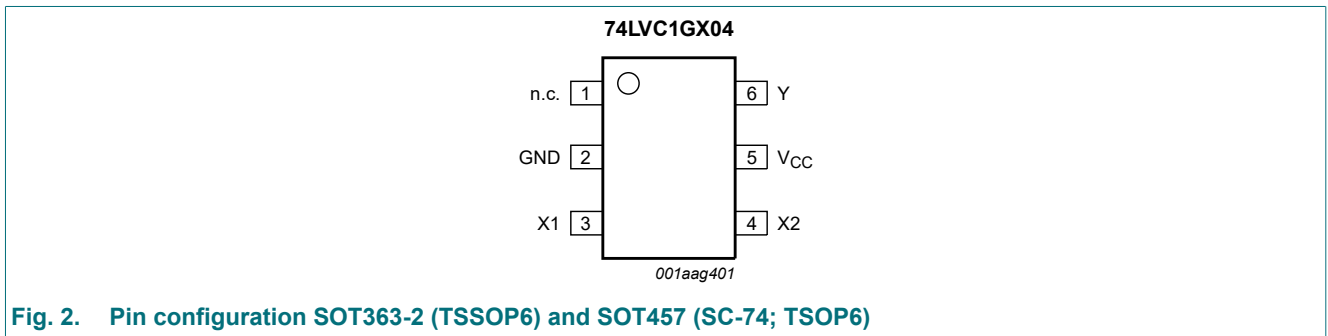 74LVC1GX04
n.c. 1 6 Y
GND 2 5 VCC
X1 3 4 X2
001aag401
Fig. 2. Pin configuration SOT363-2 (TSSOP6) and SOT457 (SC-74; TSOP6)